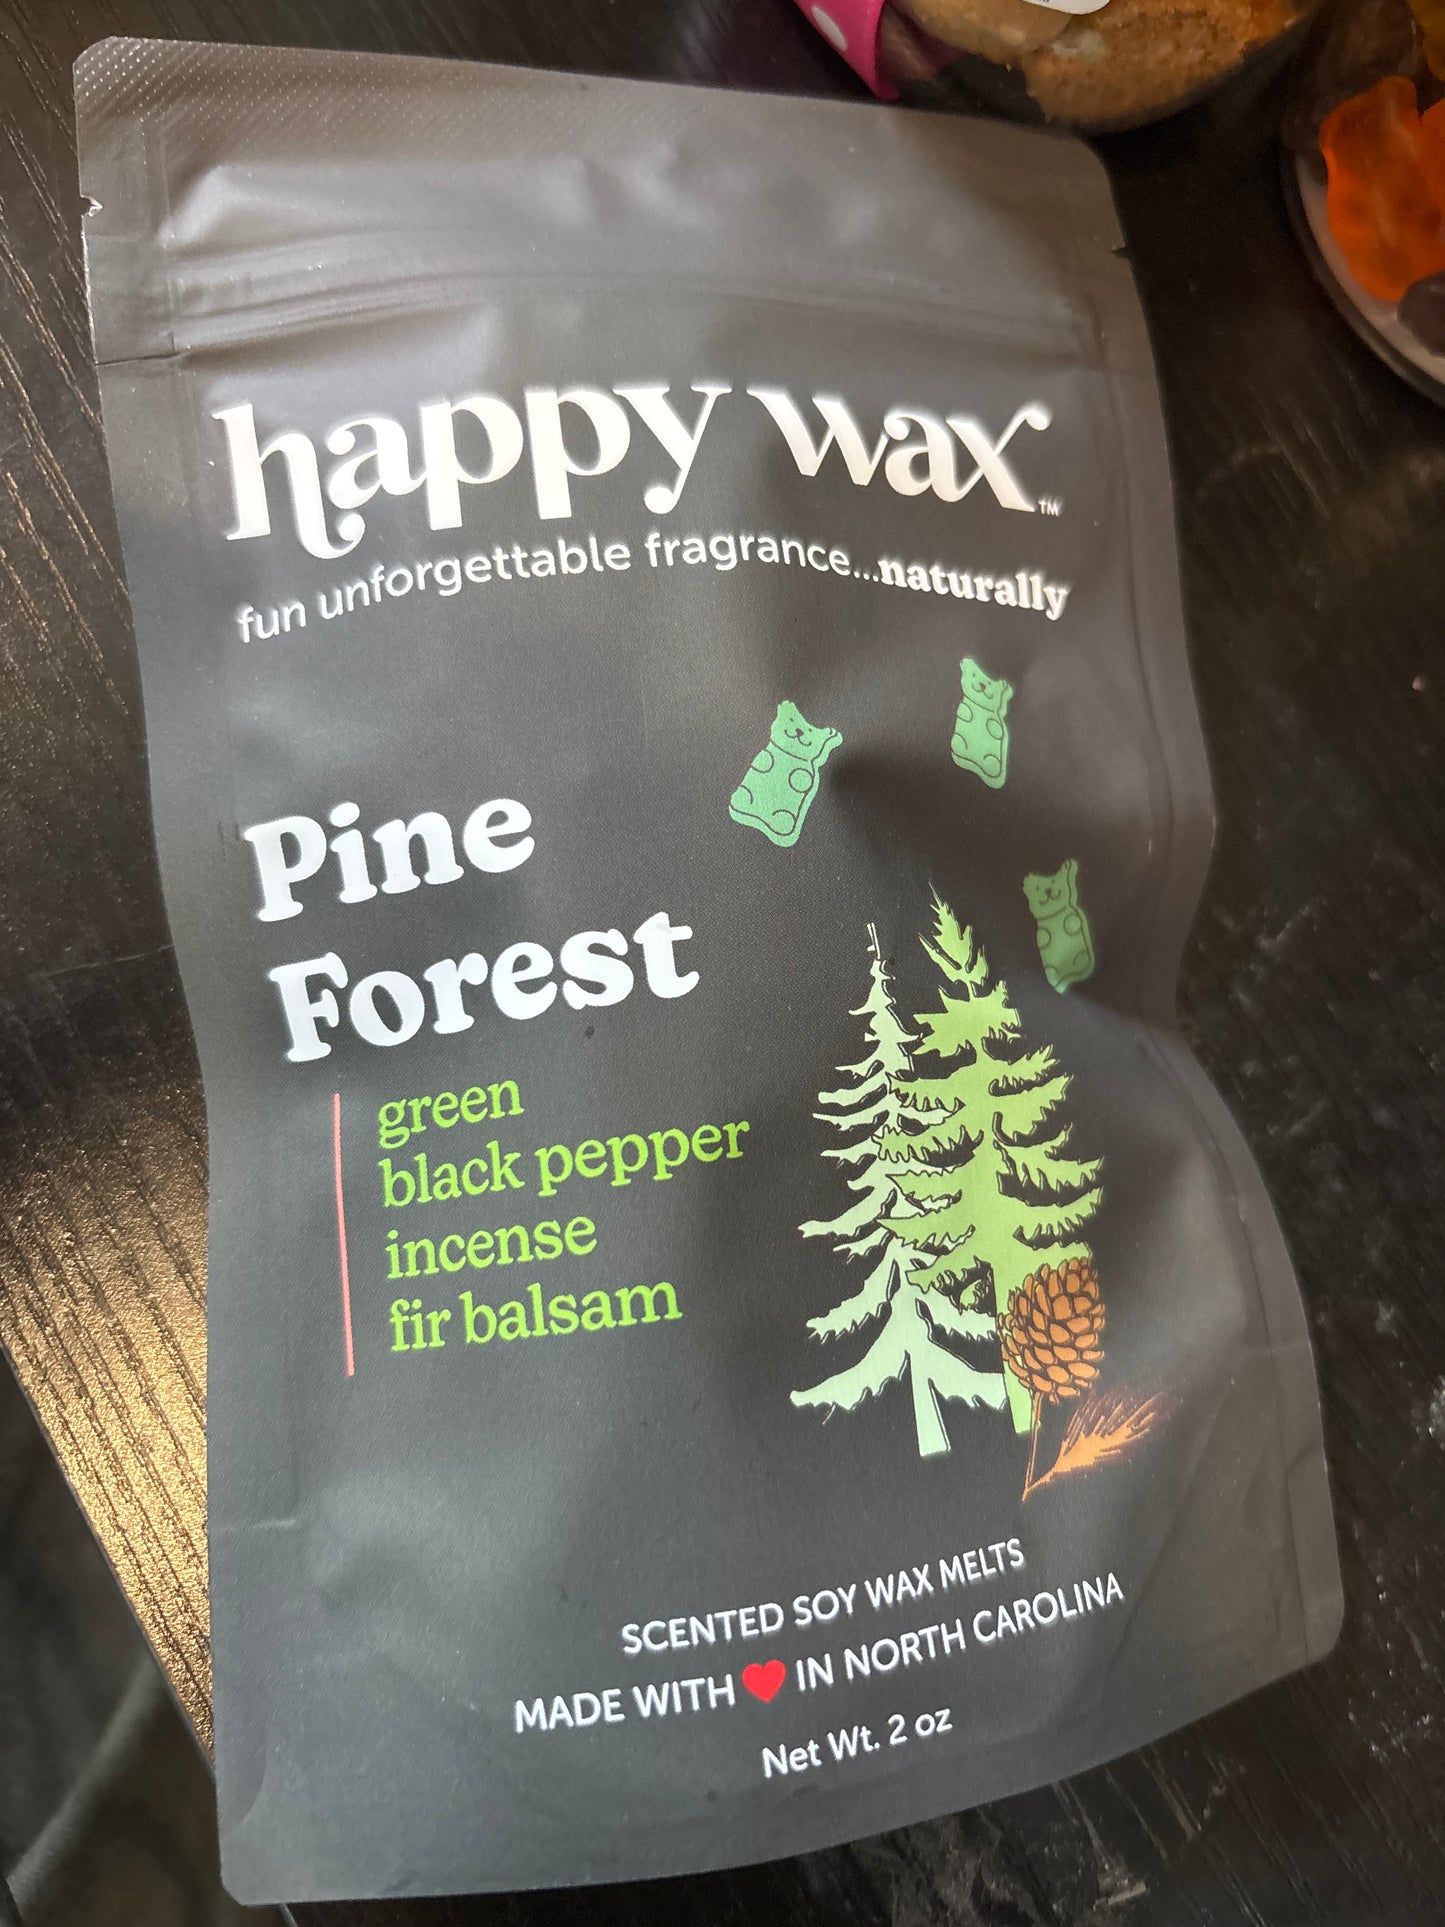 happy wax™
fun unforgettable fragrance...naturally
Pine
Forest
green
black pepper
incense
fir balsam
SCENTED SOY WAX MELTS
MADE WITH ❤ IN NORTH CAROLINA
Net Wt. 2 oz